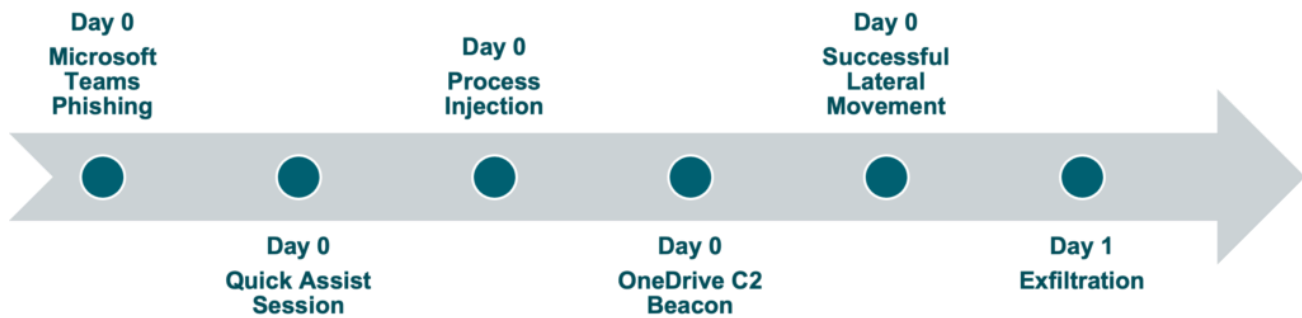 Day 0
Microsoft
Teams
Phishing
Day 0
Quick Assist
Session
Day 0
Process
Injection
Day 0
OneDrive C2
Beacon
Day 0
Successful
Lateral
Movement
Day 1
Exfiltration